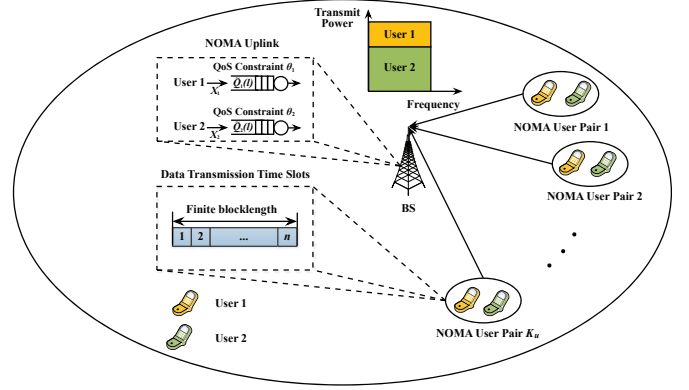 Transmit
Power
User 1
User 2
Frequency
NOMA Uplink
QoS Constraint θ1
User 1
X1
Q1(l)
QoS Constraint θ2
User 2
X2
Q2(l)
NOMA User Pair 1
NOMA User Pair 2
BS
Data Transmission Time Slots
Finite blocklength
1 2 ... n
NOMA User Pair Ku
User 1
User 2